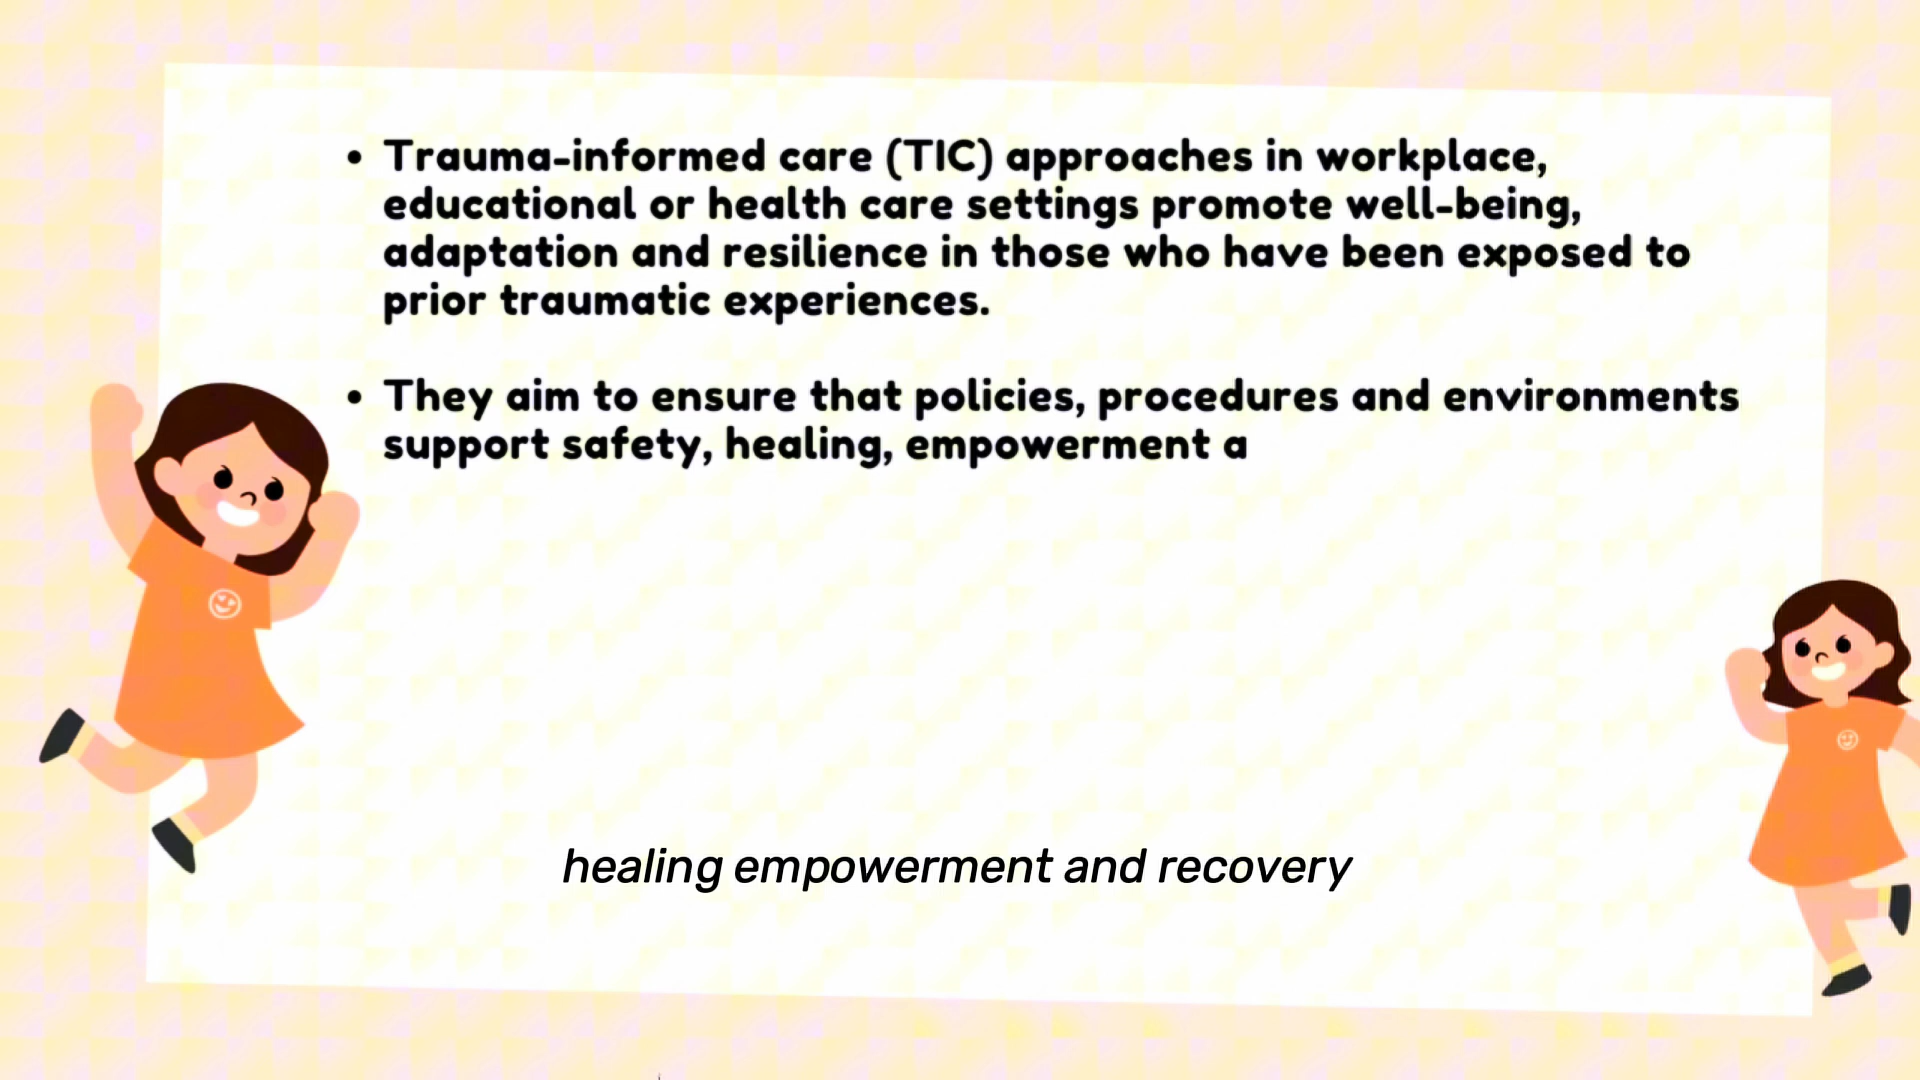 • Trauma-informed care (TIC) approaches in workplace,
educational or health care settings promote well-being,
adaptation and resilience in those who have been exposed to
prior traumatic experiences.
• They aim to ensure that policies, procedures and environments
support safety, healing, empowerment a
healing empowerment and recovery